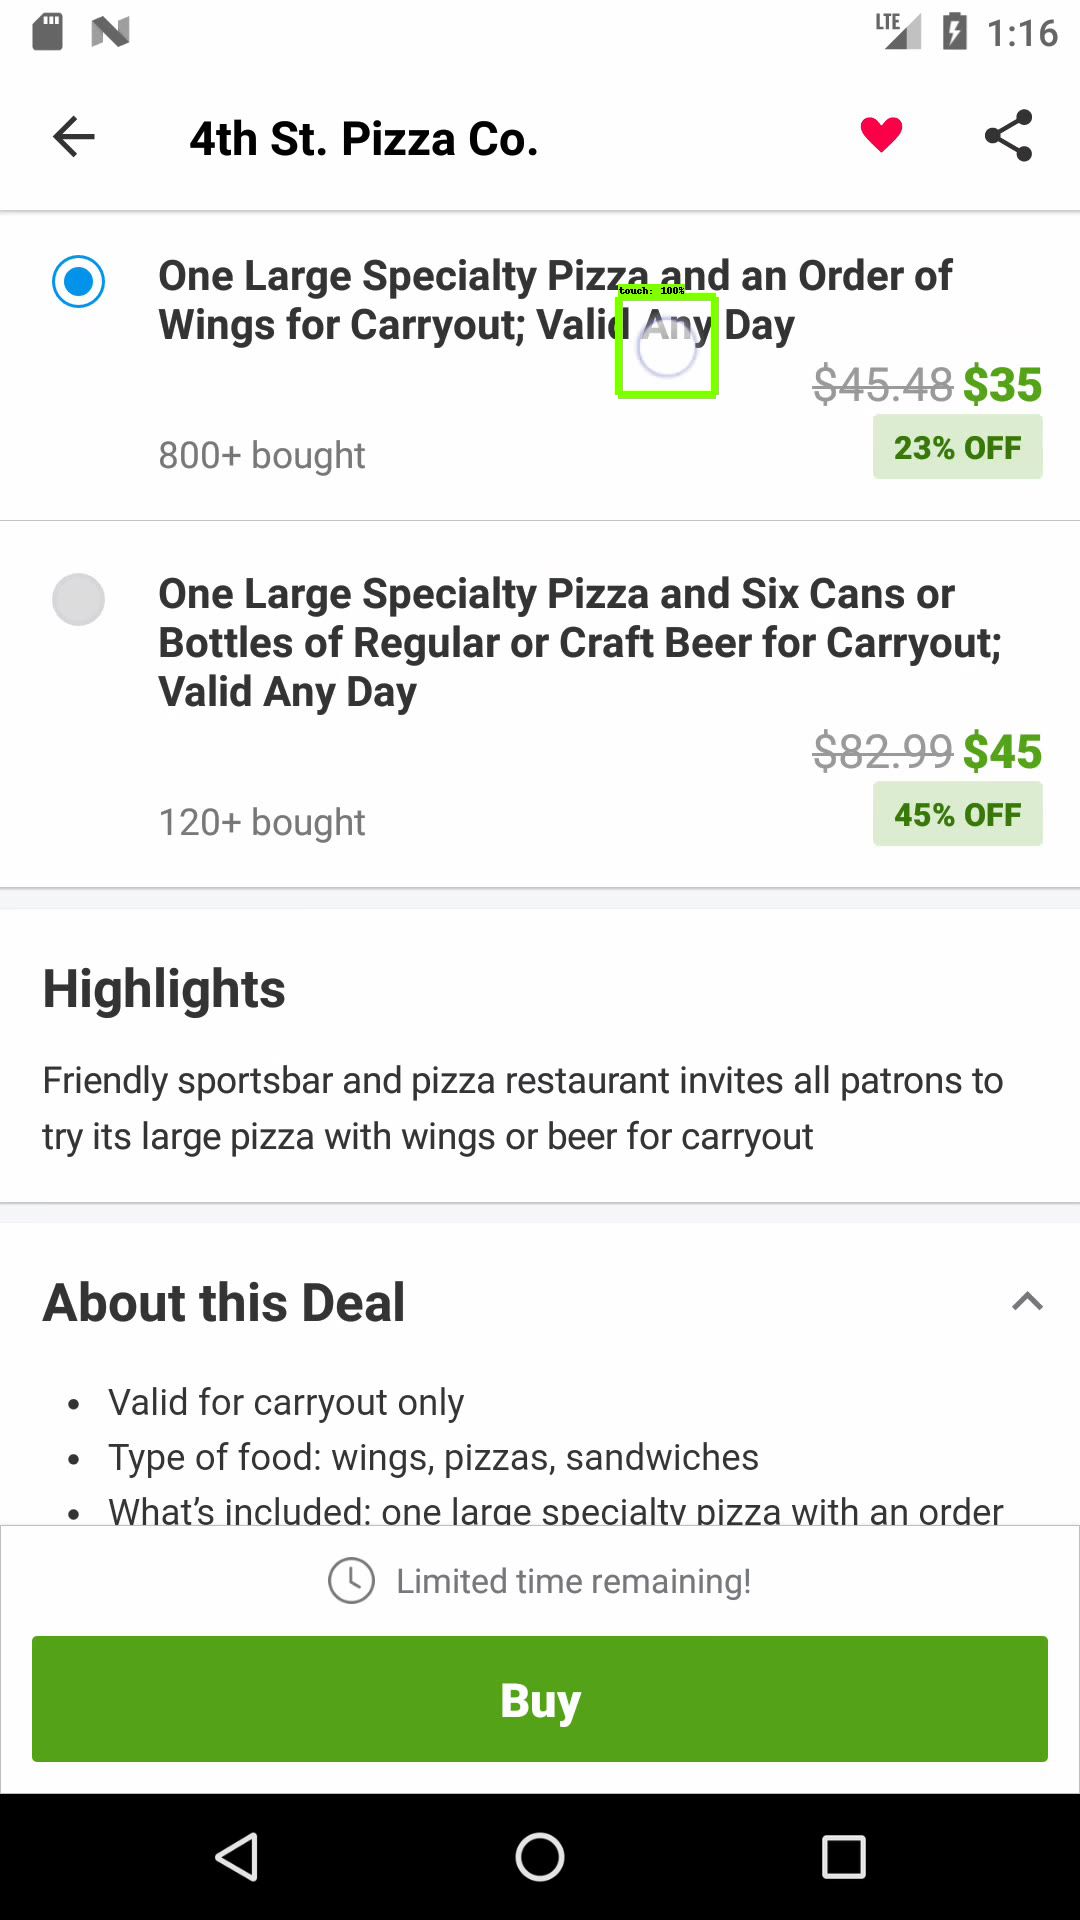 LTE 1:16
4th St. Pizza Co.
One Large Specialty Pizza and an Order of
touch: 100%
Wings for Carryout; Valid Any Day
$45.48 $35
800+ bought
23% OFF
One Large Specialty Pizza and Six Cans or
Bottles of Regular or Craft Beer for Carryout;
Valid Any Day
$82.99 $45
120+ bought
45% OFF
Highlights
Friendly sportsbar and pizza restaurant invites all patrons to
try its large pizza with wings or beer for carryout
About this Deal
• Valid for carryout only
• Type of food: wings, pizzas, sandwiches
• What's included: one large specialty pizza with an order
Limited time remaining!
Buy